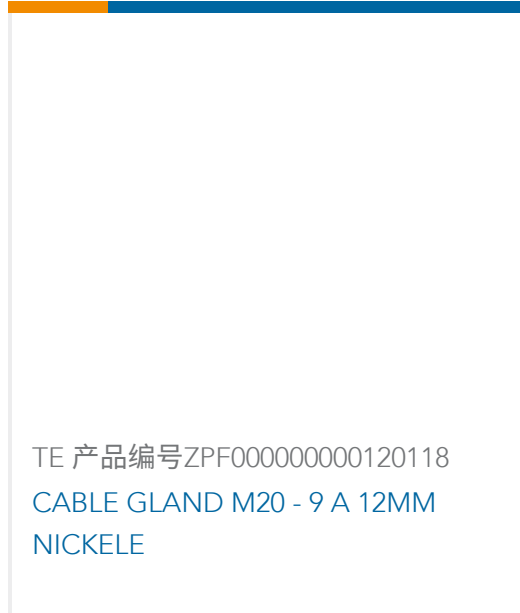 TE 产品编号ZPF000000000120118
CABLE GLAND M20 - 9 A 12MM
NICKELE